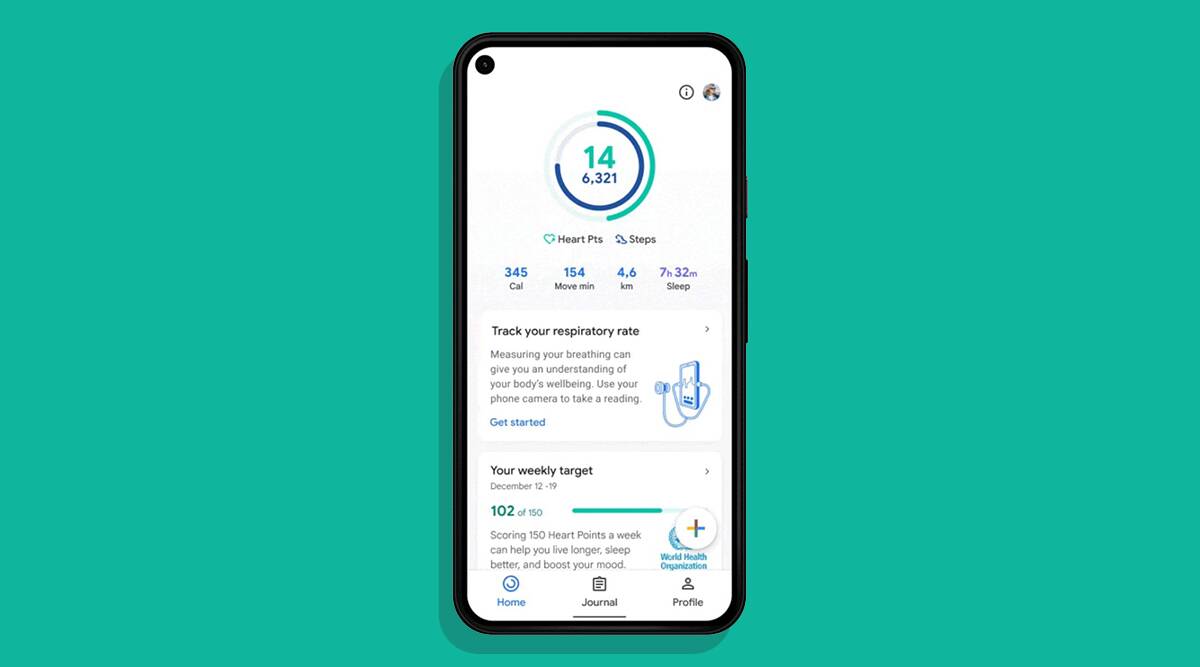 14
6,321
Heart Pts Steps
345 154 4,6 7h 32m
Cal Move min km Sleep
Track your respiratory rate
Measuring your breathing can
give you an understanding of
your body's wellbeing. Use your
phone camera to take a reading.
Get started
Your weekly target
December 12 -19
102 of 150
Scoring 150 Heart Points a week
can help you live longer, sleep
better, and boost your mood.
World Health
Organization
Home Journal Profile